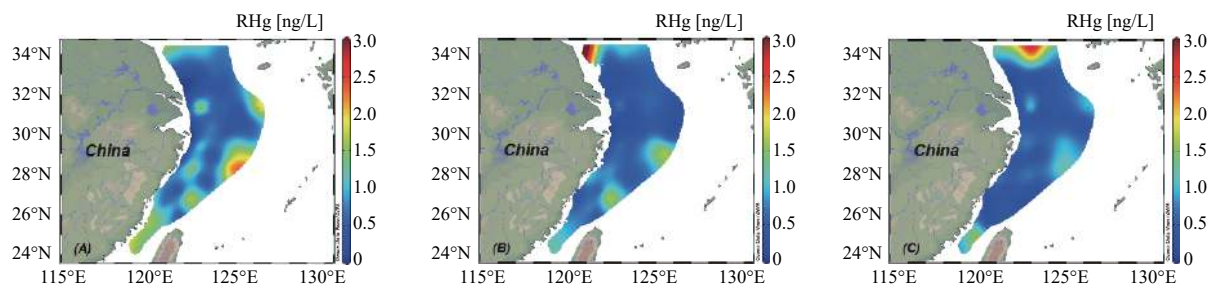 RHg [ng/L] RHg [ng/L] RHg [ng/L]
34°N 3.0 34°N 3.0 34°N 3.0
2.5 2.5 2.5
32°N 32°N 32°N
2.0 2.0 2.0
30°N China 1.5 30°N China 1.5 30°N China 1.5
28°N 1.0 28°N 1.0 28°N 1.0
26°N 0.5 26°N 0.5 26°N 0.5
24°N (A) 0 24°N (B) 0 24°N (C) 0
115°E 120°E 125°E 130°E 115°E 120°E 125°E 130°E 115°E 120°E 125°E 130°E